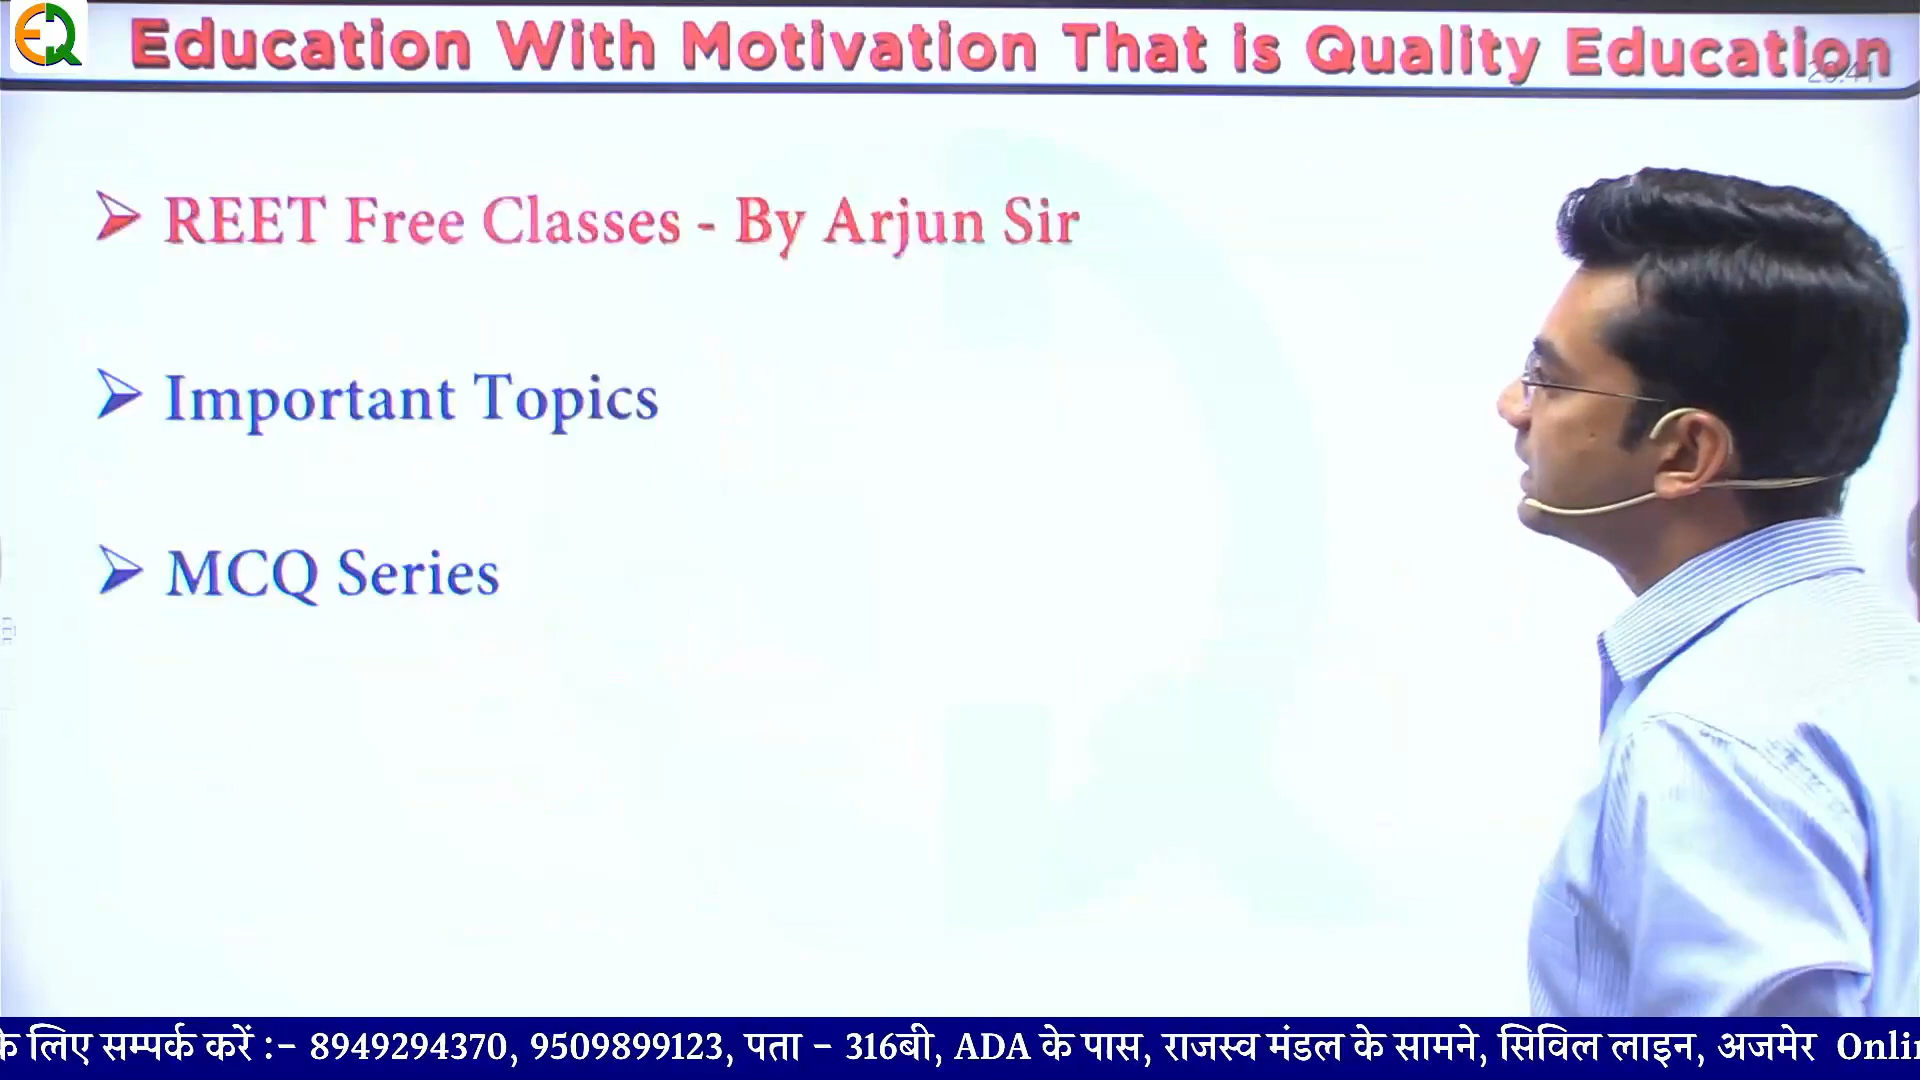 EQ
Education With Motivation That is Quality Education
REET Free Classes - By Arjun Sir
Important Topics
MCQ Series
के लिए सम्पर्क करें :- 8949294370, 9509899123, पता - 316बी, ADA के पास, राजस्व मंडल के सामने, सिविल लाइन, अजमेर